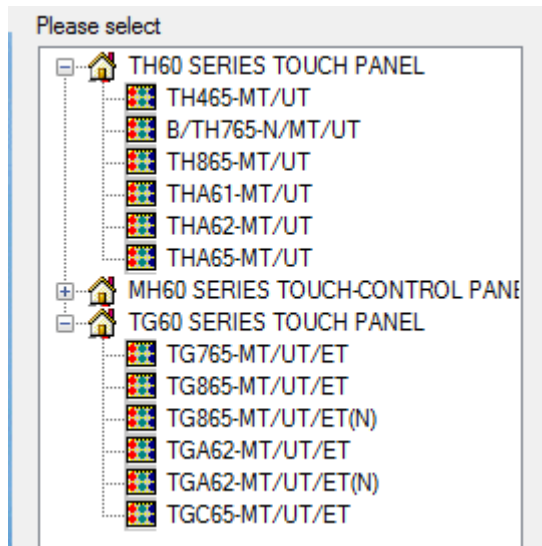 Please select
TH60 SERIES TOUCH PANEL
TH465-MT/UT
B/TH765-N/MT/UT
TH865-MT/UT
THA61-MT/UT
THA62-MT/UT
THA65-MT/UT
MH60 SERIES TOUCH-CONTROL PANE
TG60 SERIES TOUCH PANEL
TG765-MT/UT/ET
TG865-MT/UT/ET
TG865-MT/UT/ET(N)
TGA62-MT/UT/ET
TGA62-MT/UT/ET(N)
TGC65-MT/UT/ET